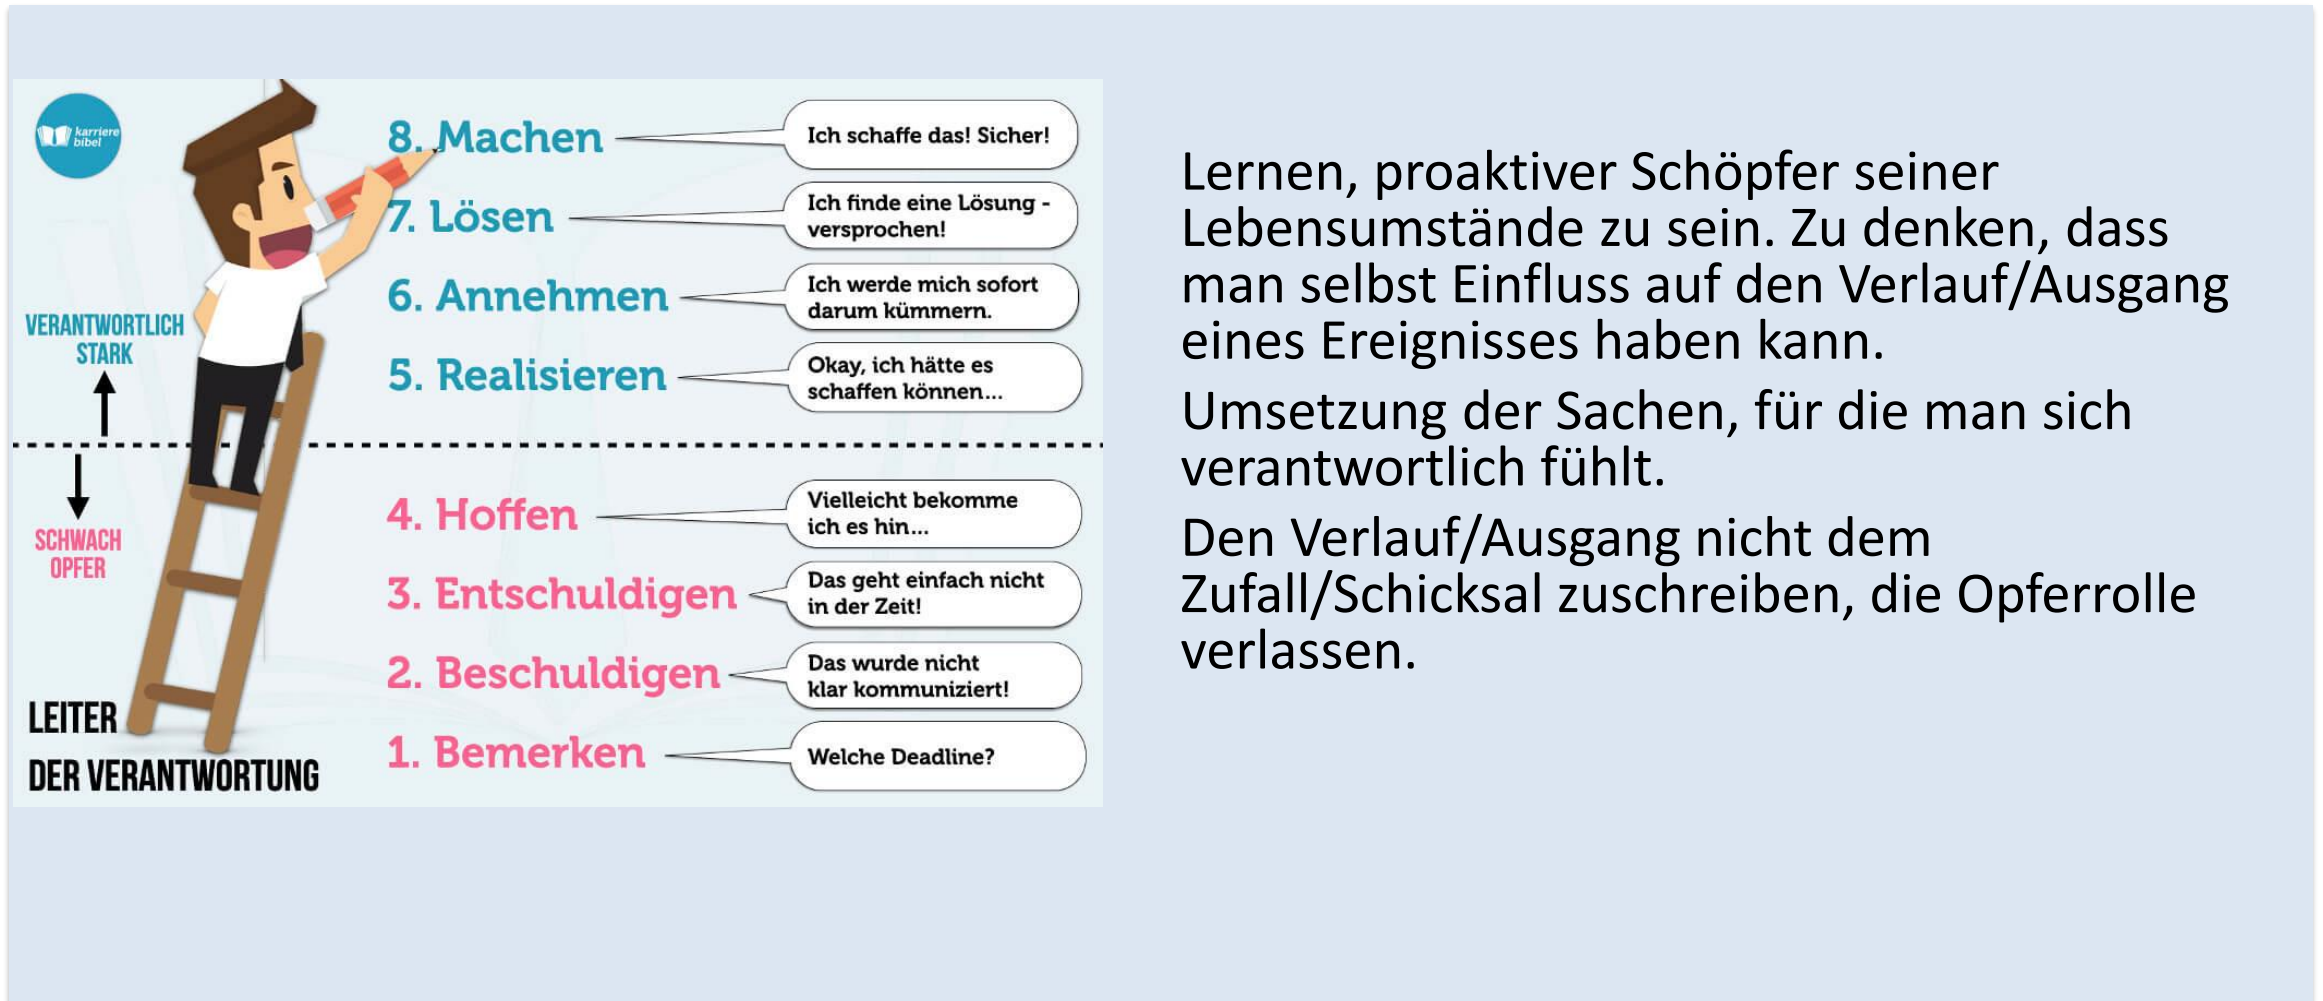 karriere
bibel
8. Machen
Ich schaffe das! Sicher!
7. Lösen
Ich finde eine Lösung -
versprochen!
6. Annehmen
Ich werde mich sofort
darum kümmern.
5. Realisieren
Okay, ich hätte es
schaffen können...
VERANTWORTLICH
STARK
SCHWACH
OPFER
4. Hoffen
Vielleicht bekomme
ich es hin...
3. Entschuldigen
Das geht einfach nicht
in der Zeit!
2. Beschuldigen
Das wurde nicht
klar kommuniziert!
1. Bemerken
Welche Deadline?
LEITER
DER VERANTWORTUNG
Lernen, proaktiver Schöpfer seiner
Lebensumstände zu sein. Zu denken, dass
man selbst Einfluss auf den Verlauf/Ausgang
eines Ereignisses haben kann.
Umsetzung der Sachen, für die man sich
verantwortlich fühlt.
Den Verlauf/Ausgang nicht dem
Zufall/Schicksal zuschreiben, die Opferrolle
verlassen.